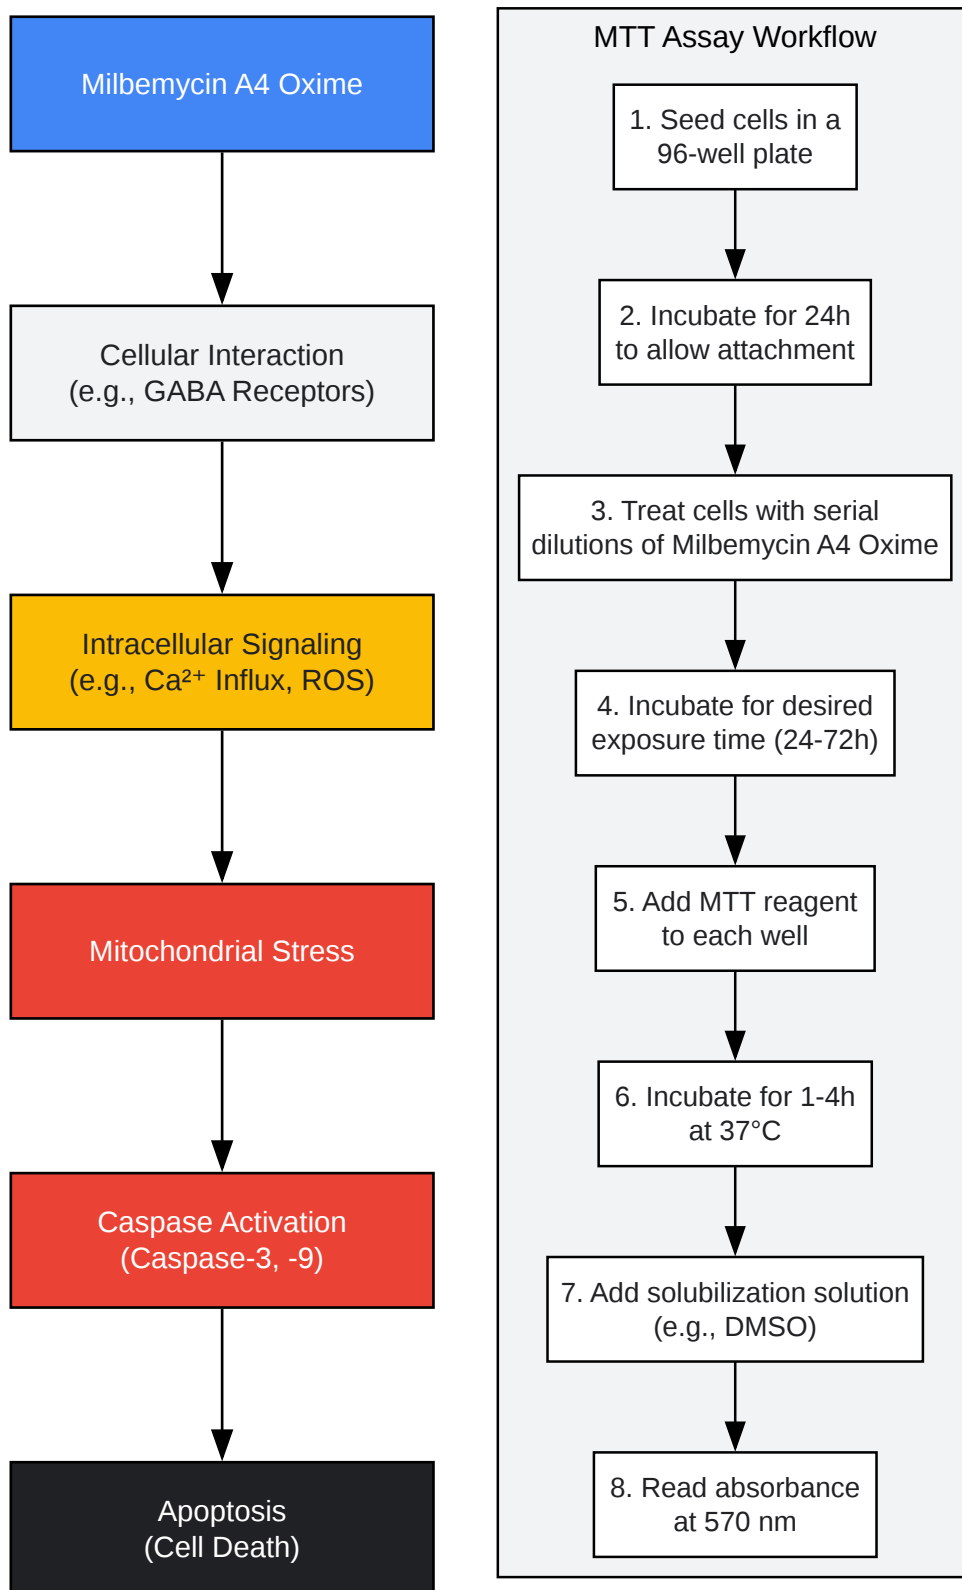 Milbemycin A4 Oxime
Cellular Interaction
(e.g., GABA Receptors)
Intracellular Signaling
(e.g., Ca²⁺ Influx, ROS)
Mitochondrial Stress
Caspase Activation
(Caspase-3, -9)
Apoptosis
(Cell Death)
MTT Assay Workflow
1. Seed cells in a
96-well plate
2. Incubate for 24h
to allow attachment
3. Treat cells with serial
dilutions of Milbemycin A4 Oxime
4. Incubate for desired
exposure time (24-72h)
5. Add MTT reagent
to each well
6. Incubate for 1-4h
at 37°C
7. Add solubilization solution
(e.g., DMSO)
8. Read absorbance
at 570 nm